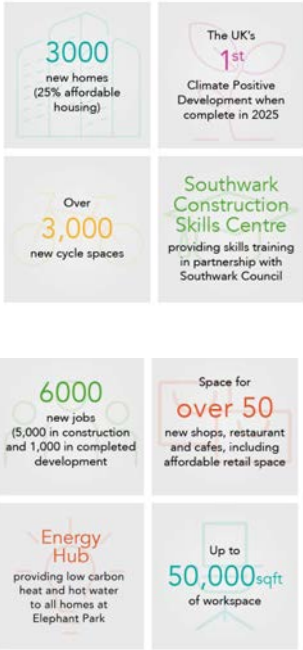 3000
new homes
(25% affordable
housing)
The UK's
1st
Climate Positive
Development when
complete in 2025
Over
3,000
new cycle spaces
Southwark
Construction
Skills Centre
providing skills training
in partnership with
Southwark Council
6000
new jobs
(5,000 in construction
and 1,000 in completed
development
Space for
over 50
new shops, restaurant
and cafes, including
affordable retail space
Energy
Hub
providing low carbon
heat and hot water
to all homes at
Elephant Park
Up to
50,000sqft
of workspace